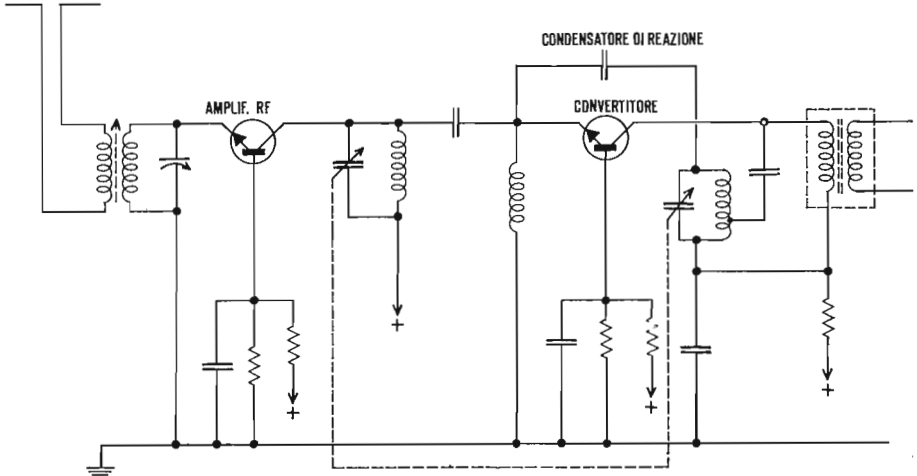 CONDENSATORE DI REAZIONE
AMPLIF. RF
CONVERTITORE
+
+
+
+